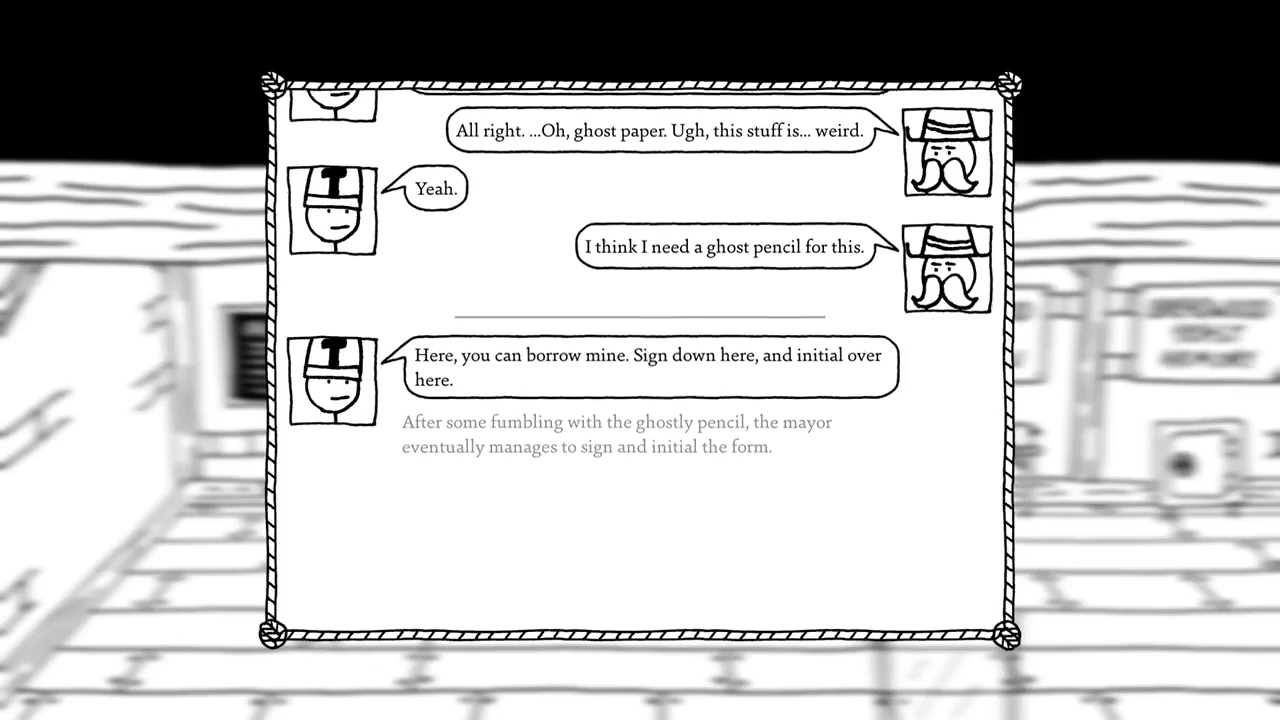 All right. ...Oh, ghost paper. Ugh, this stuff is... weird.
Yeah.
I think I need a ghost pencil for this.
Here, you can borrow mine. Sign down here, and initial over
here.
After some fumbling with the ghostly pencil, the mayor
eventually manages to sign and initial the form.